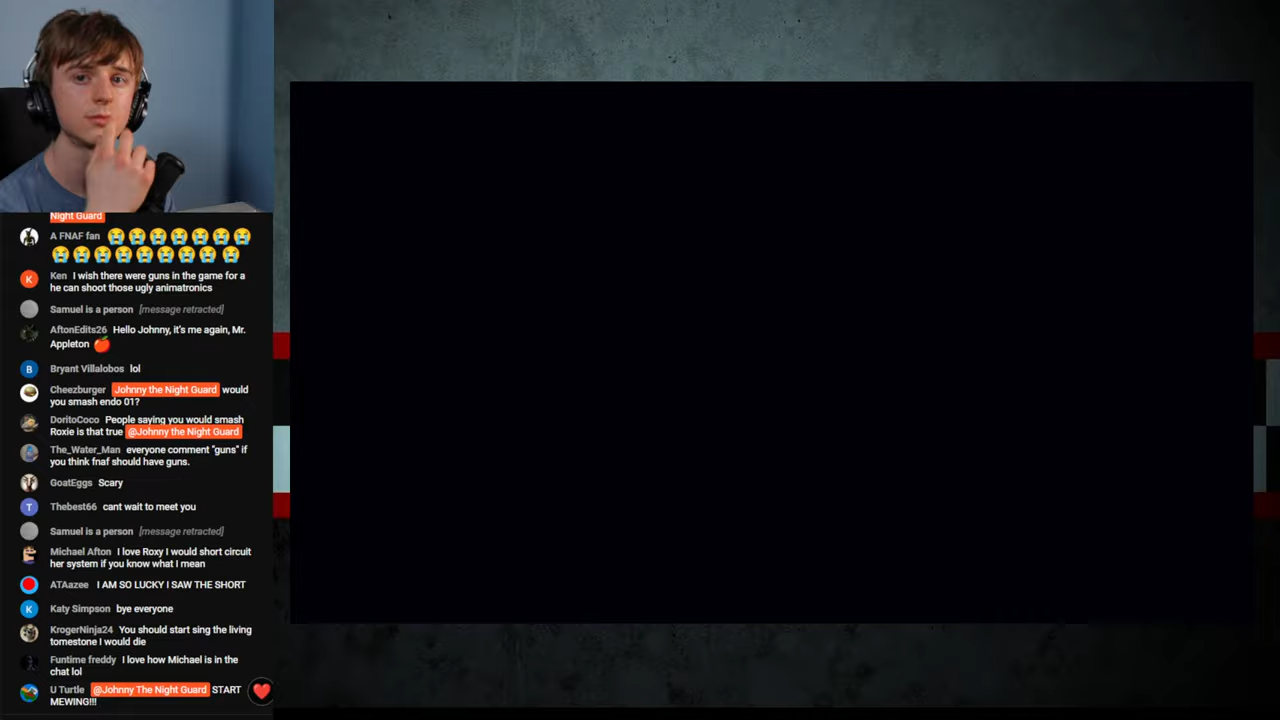 Night Guard
A FNAF fan 😭😭😭😭😭😭😭
😭😭😭😭😭😭😭😭😭
K Ken I wish there were guns in the game for a
he can shoot those ugly animatronics
Samuel is a person [message retracted]
AftonEdits26 Hello Johnny, it's me again, Mr.
Appleton 🍎
B Bryant Villalobos lol
Cheezburger Johnny the Night Guard would
you smash endo 01?
DoritoCoco People saying you would smash
Roxie is that true @Johnny the Night Guard
The_Water_Man everyone comment "guns" if
you think fnaf should have guns.
GoatEggs Scary
T Thebest66 cant wait to meet you
Samuel is a person [message retracted]
Michael Afton I love Roxy I would short circuit
her system if you know what I mean
ATAazee I AM SO LUCKY I SAW THE SHORT
K Katy Simpson bye everyone
KrogerNinja24 You should start sing the living
tomestone I would die
Funtime freddy I love how Michael is in the
chat lol
U Turtle @Johnny The Night Guard START
MEWING!!!